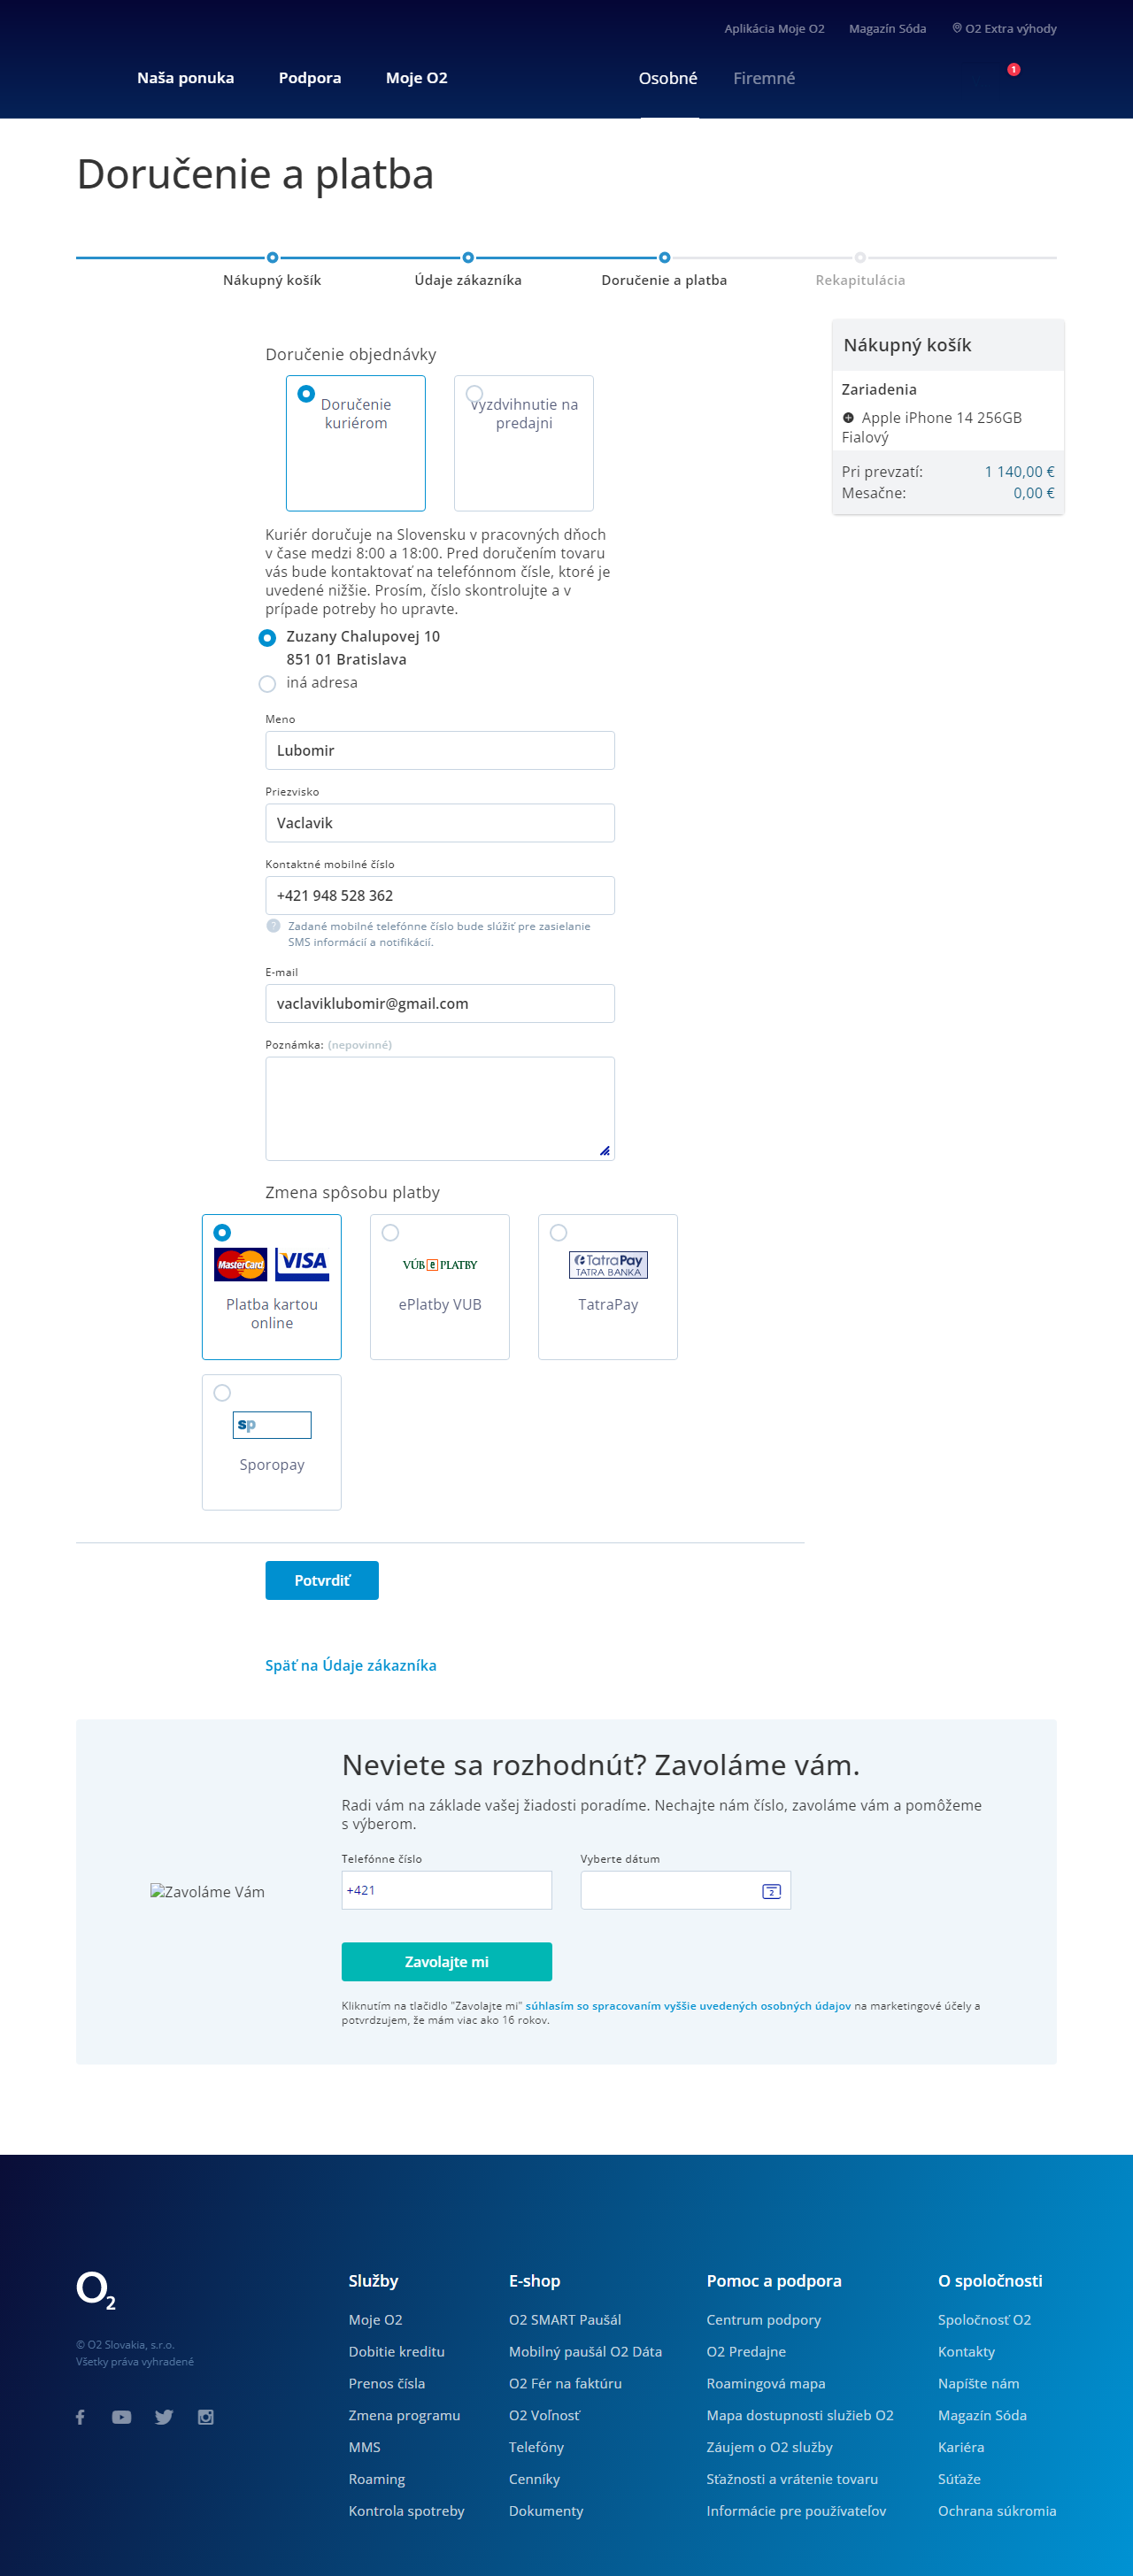 Aplikácia Moje O2 Magazín Sóda O2 Extra výhody
Naša ponuka Podpora Moje O2 Osobné Firemné 1
Doručenie a platba
Nákupný košík Údaje zákazníka Doručenie a platba Rekapitulácia
Doručenie objednávky
Doručenie
kuriérom
Vyzdvihnutie na
predajni
Kuriér doručuje na Slovensku v pracovných dňoch
v čase medzi 8:00 a 18:00. Pred doručením tovaru
vás bude kontaktovať na telefónnom čísle, ktoré je
uvedené nižšie. Prosím, číslo skontrolujte a v
prípade potreby ho upravte.
Zuzany Chalupovej 10
851 01 Bratislava
iná adresa
Meno
Lubomir
Priezvisko
Vaclavik
Kontaktné mobilné číslo
+421 948 528 362
? Zadané mobilné telefónne číslo bude slúžiť pre zasielanie
SMS informácií a notifikácií.
E-mail
vaclaviklubomir@gmail.com
Poznámka: (nepovinné)
Nákupný košík
Zariadenia
Apple iPhone 14 256GB
Fialový
Pri prevzatí: 1 140,00 €
Mesačne: 0,00 €
Zmena spôsobu platby
MasterCard VISA
Platba kartou
online
VÚB e PLATBY
ePlatby VUB
TatraPay
TATRA BANKA
TatraPay
sp
Sporopay
Potvrdiť
Späť na Údaje zákazníka
Neviete sa rozhodnúť? Zavoláme vám.
Radi vám na základe vašej žiadosti poradíme. Nechajte nám číslo, zavoláme vám a pomôžeme
s výberom.
Zavoláme Vám
Telefónne číslo Vyberte dátum
+421 2
Zavolajte mi
Kliknutím na tlačidlo "Zavolajte mi" súhlasím so spracovaním vyššie uvedených osobných údajov na marketingové účely a
potvrdzujem, že mám viac ako 16 rokov.
O2
© O2 Slovakia, s.r.o.
Všetky práva vyhradené
Služby
Moje O2
Dobitie kreditu
Prenos čísla
Zmena programu
MMS
Roaming
Kontrola spotreby
E-shop
O2 SMART Paušál
Mobilný paušál O2 Dáta
O2 Fér na faktúru
O2 Voľnosť
Telefóny
Cenníky
Dokumenty
Pomoc a podpora
Centrum podpory
O2 Predajne
Roamingová mapa
Mapa dostupnosti služieb O2
Záujem o O2 služby
Sťažnosti a vrátenie tovaru
Informácie pre používateľov
O spoločnosti
Spoločnosť O2
Kontakty
Napíšte nám
Magazín Sóda
Kariéra
Súťaže
Ochrana súkromia